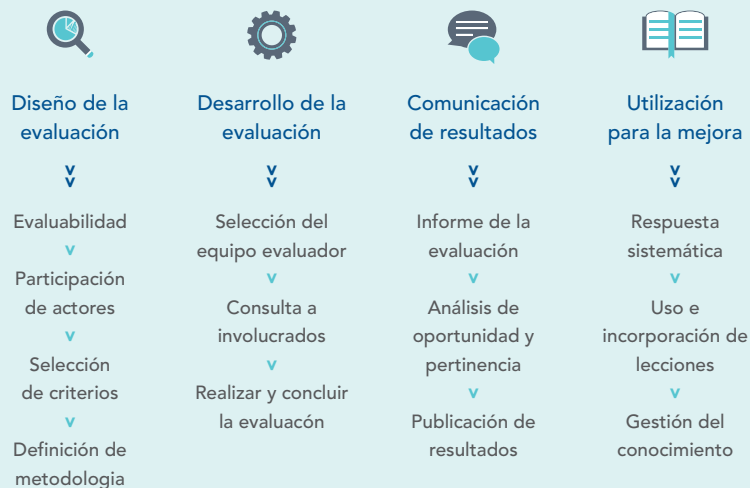 Diseño de la
evaluación
Evaluabilidad
Participación
de actores
Selección
de criterios
Definición de
metodologia
Desarrollo de la
evaluación
Selección del
equipo evaluador
Consulta a
involucrados
Realizar y concluir
la evaluacón
Comunicación
de resultados
Informe de la
evaluación
Análisis de
oportunidad y
pertinencia
Publicación de
resultados
Utilización
para la mejora
Respuesta
sistemática
Uso e
incorporación de
lecciones
Gestión del
conocimiento